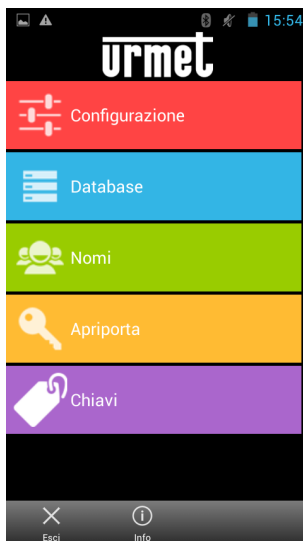 15:54
urmet
Configurazione
Database
Nomi
Apriporta
Chiavi
Esci
Info